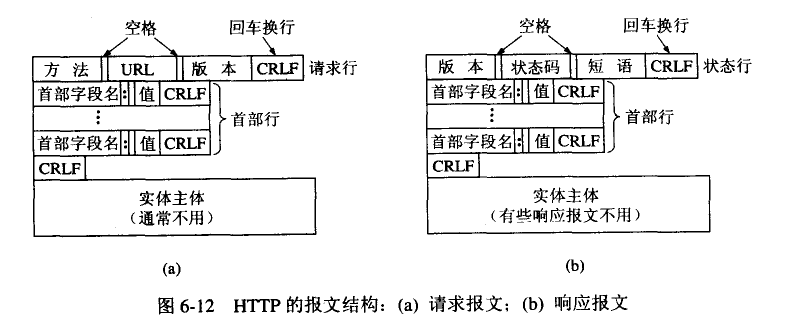 空格 回车换行
方 法 URL 版 本 CRLF 请求行
首部字段名 : 值 CRLF
⋮ 首部行
首部字段名 : 值 CRLF
CRLF
实体主体
（通常不用）
(a)
空格 回车换行
版 本 状态码 短 语 CRLF 状态行
首部字段名 : 值 CRLF
⋮ 首部行
首部字段名 : 值 CRLF
CRLF
实体主体
（有些响应报文不用）
(b)
图 6-12 HTTP 的报文结构：(a) 请求报文；(b) 响应报文